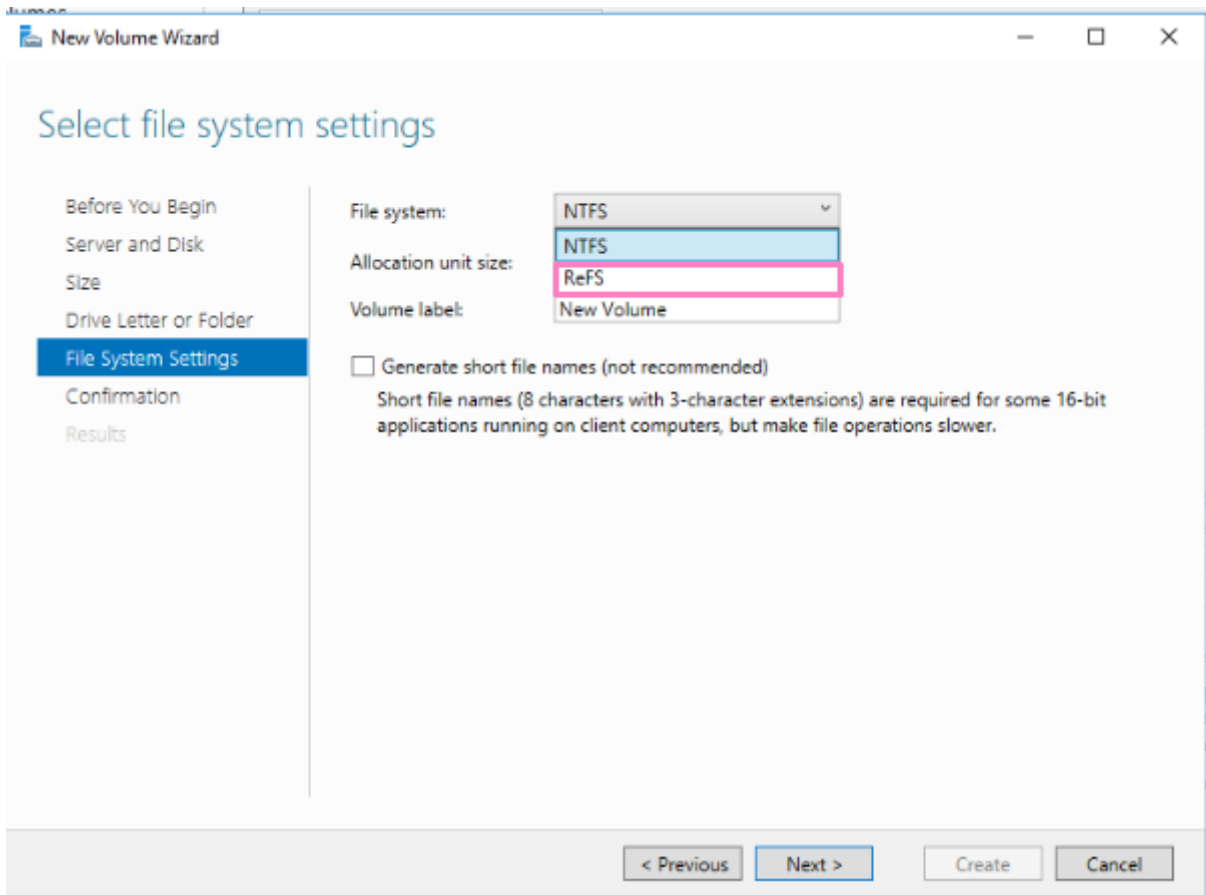 New Volume Wizard
Select file system settings
Before You Begin
Server and Disk
Size
Drive Letter or Folder
File System Settings
Confirmation
Results
File system:
NTFS
NTFS
ReFS
Allocation unit size:
Volume label:
New Volume
Generate short file names (not recommended)
Short file names (8 characters with 3-character extensions) are required for some 16-bit
applications running on client computers, but make file operations slower.
< Previous
Next >
Create
Cancel